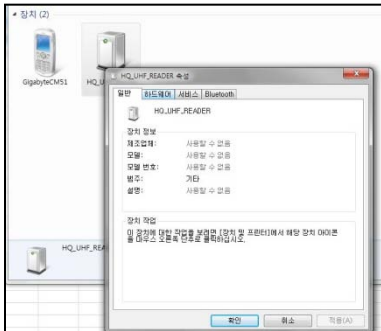 장치 (2)
GigabyteCM51
HQ_U
HQ_UHF_READER 속성
일반
하드웨어
서비스
Bluetooth
HQ_UHF_READER
장치 정보
제조업체: 사용할 수 없음
모델: 사용할 수 없음
모델 번호: 사용할 수 없음
범주: 기타
설명: 사용할 수 없음
장치 작업
이 장치에 대한 작업을 보려면 [장치 및 프린터]에서 해당 장치 아이콘
을 마우스 오른쪽 단추로 클릭하십시오.
HQ_UHF_REA
확인
취소
적용(A)